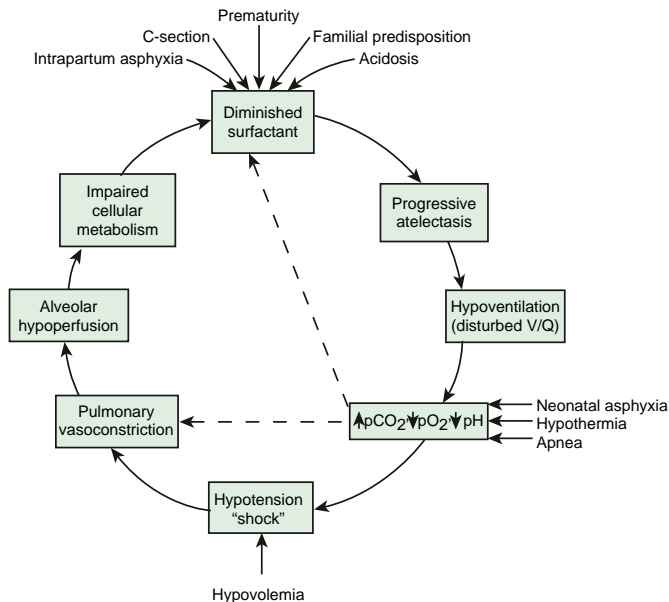 Prematurity
C-section
Familial predisposition
Intrapartum asphyxia
Acidosis
Diminished
surfactant
Impaired
cellular
metabolism
Progressive
atelectasis
Alveolar
hypoperfusion
Hypoventilation
(disturbed V/Q)
Pulmonary
vasoconstriction
↑pCO₂,↓pO₂,↓pH
Neonatal asphyxia
Hypothermia
Apnea
Hypotension
“shock”
Hypovolemia